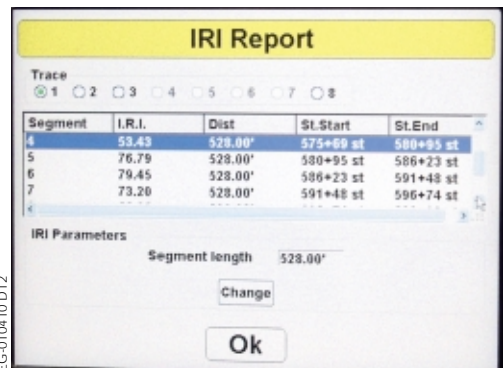 IRI Report
Trace
1 2 3 4 5 6 7 8
Segment I.R.I. Dist St.Start St.End
4 53.43 528.00' 575+69 st 580+95 st
5 76.79 528.00' 580+95 st 586+23 st
6 79.45 528.00' 586+23 st 591+48 st
7 73.20 528.00' 591+48 st 596+74 st
IRI Parameters
Segment length 528.00'
Change
Ok